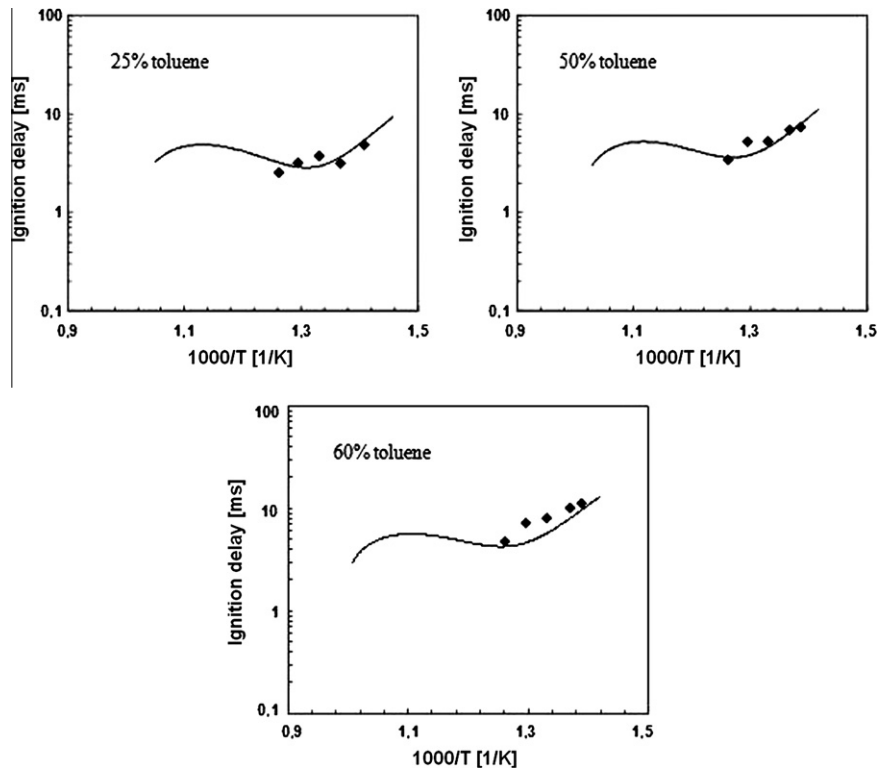 100
25% toluene
10
1
0,1
Ignition delay [ms]
0,9
1,1
1,3
1,5
1000/T [1/K]
100
50% toluene
10
1
0,1
Ignition delay [ms]
0,9
1,1
1,3
1,5
1000/T [1/K]
100
60% toluene
10
1
0,1
Ignition delay [ms]
0,9
1,1
1,3
1,5
1000/T [1/K]